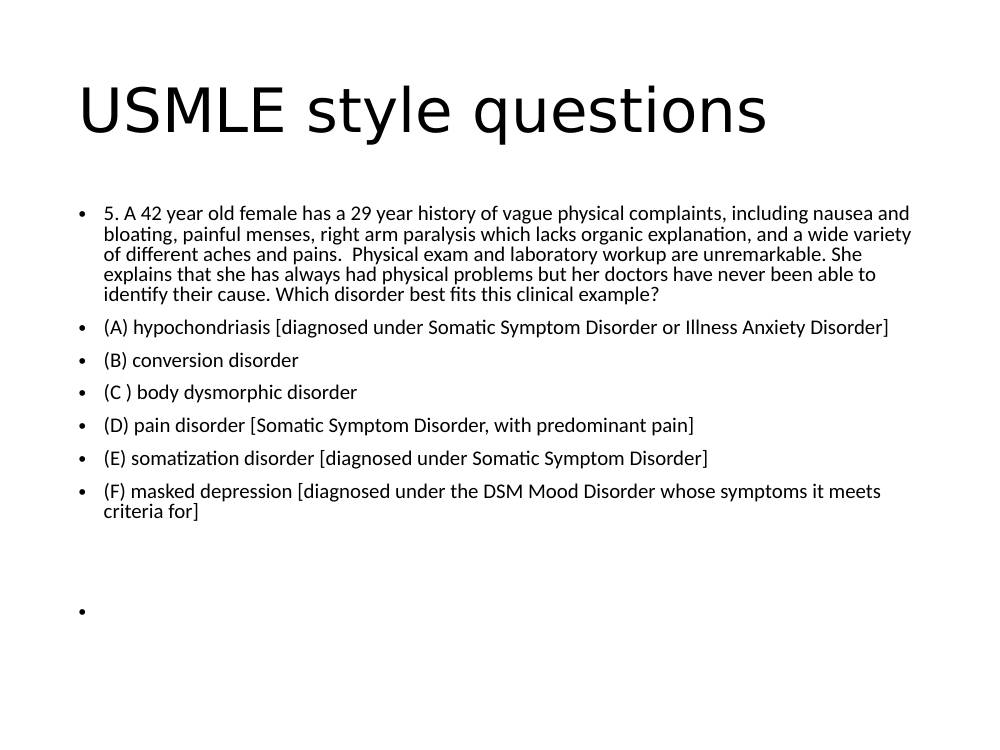 USMLE style questions
• 5. A 42 year old female has a 29 year history of vague physical complaints, including nausea and
bloating, painful menses, right arm paralysis which lacks organic explanation, and a wide variety
of different aches and pains.  Physical exam and laboratory workup are unremarkable. She
explains that she has always had physical problems but her doctors have never been able to
identify their cause. Which disorder best fits this clinical example?
• (A) hypochondriasis [diagnosed under Somatic Symptom Disorder or Illness Anxiety Disorder]
• (B) conversion disorder
• (C ) body dysmorphic disorder
• (D) pain disorder [Somatic Symptom Disorder, with predominant pain]
• (E) somatization disorder [diagnosed under Somatic Symptom Disorder]
• (F) masked depression [diagnosed under the DSM Mood Disorder whose symptoms it meets
criteria for]
•